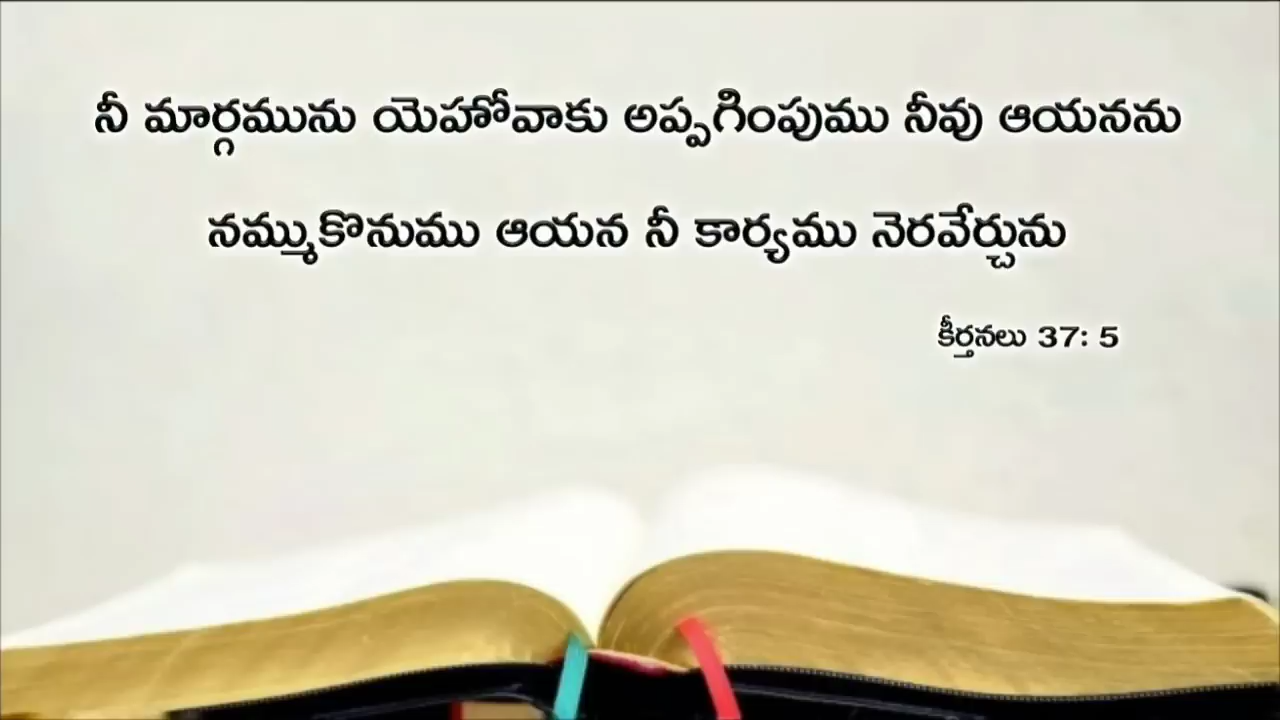 నీ మార్గమును యెహోవాకు అప్పగింపుము నీవు ఆయనను
నమ్ముకొనుము ఆయన నీ కార్యము నెరవేర్చును
కీర్తనలు 37: 5